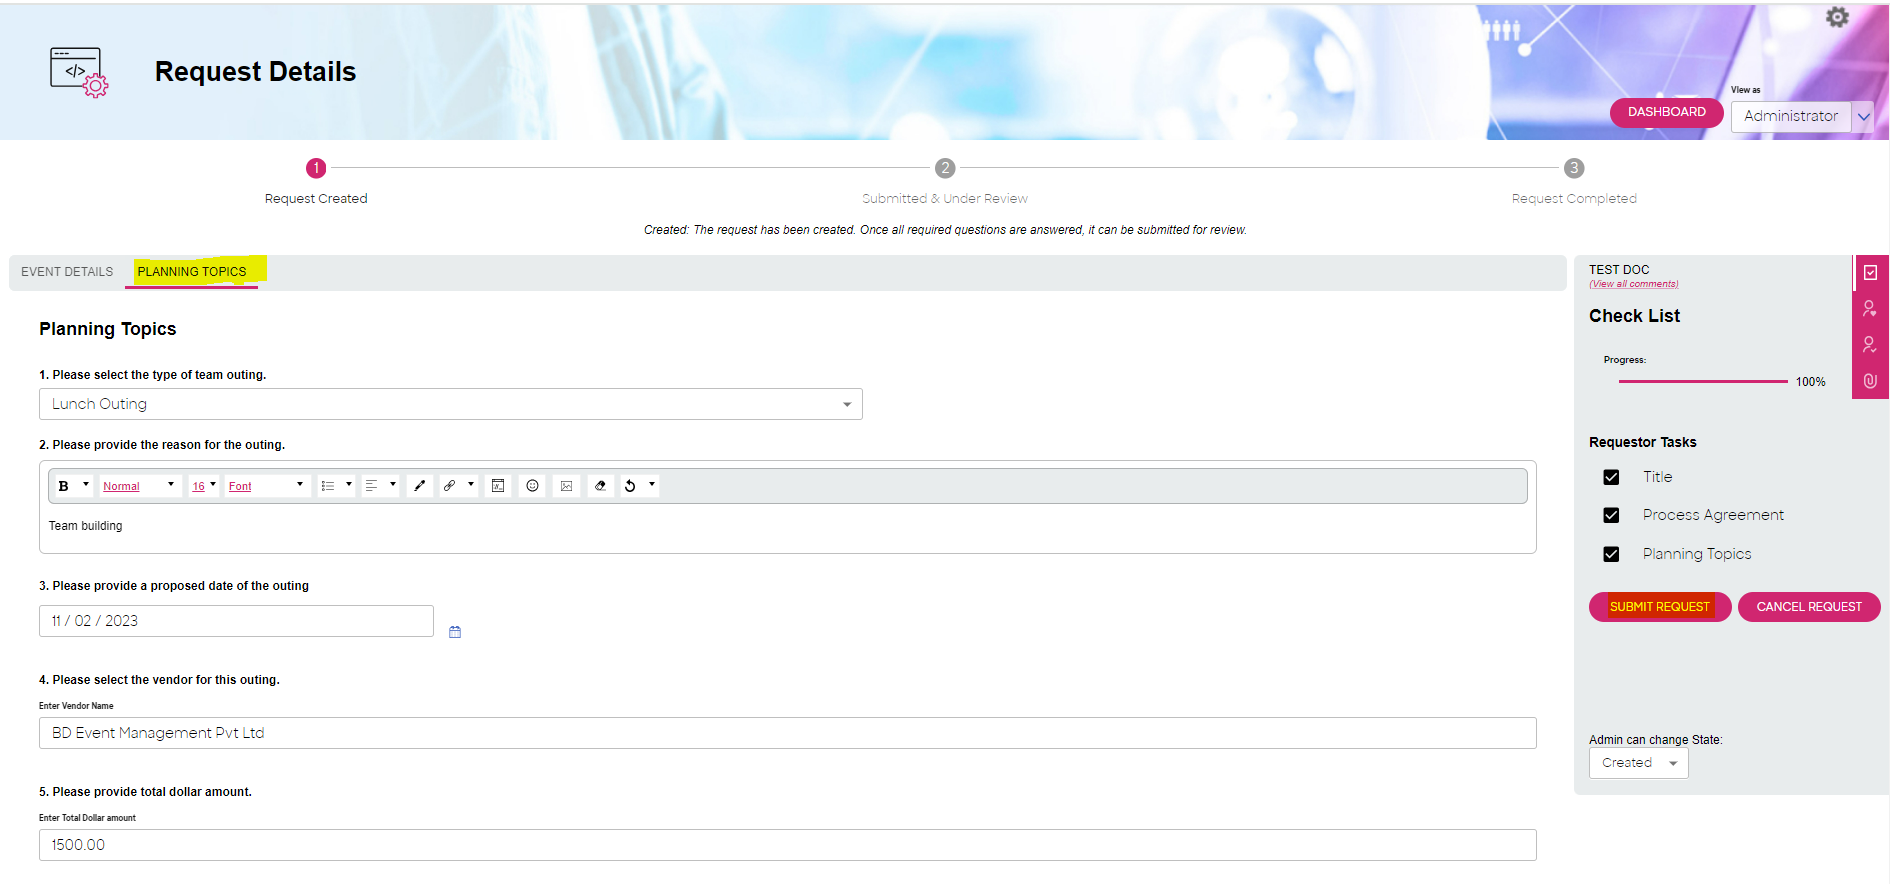 Request Details
View as
DASHBOARD
Administrator
1
2
3
Request Created
Submitted & Under Review
Request Completed
Created: The request has been created. Once all required questions are answered, it can be submitted for review.
EVENT DETAILS
PLANNING TOPICS
Planning Topics
1. Please select the type of team outing.
Lunch Outing
2. Please provide the reason for the outing.
B Normal 16 Font
Team building
3. Please provide a proposed date of the outing
11 / 02 / 2023
4. Please select the vendor for this outing.
Enter Vendor Name
BD Event Management Pvt Ltd
5. Please provide total dollar amount.
Enter Total Dollar amount
1500.00
TEST DOC
(View all comments)
Check List
Progress:
100%
Requestor Tasks
Title
Process Agreement
Planning Topics
SUBMIT REQUEST
CANCEL REQUEST
Admin can change State:
Created